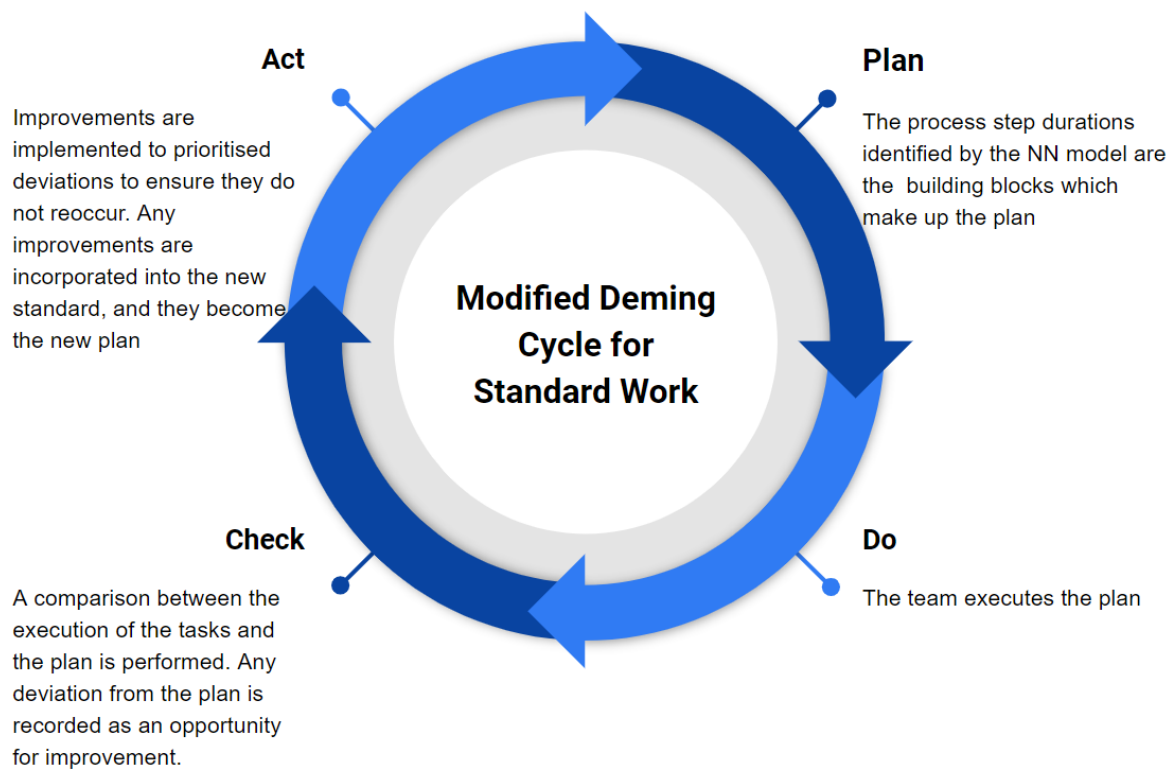 Act
Improvements are
implemented to prioritised
deviations to ensure they do
not reoccur. Any
improvements are
incorporated into the new
standard, and they become
the new plan
Plan
The process step durations
identified by the NN model are
the  building blocks which
make up the plan
Modified Deming
Cycle for
Standard Work
Check
A comparison between the
execution of the tasks and
the plan is performed. Any
deviation from the plan is
recorded as an opportunity
for improvement.
Do
The team executes the plan